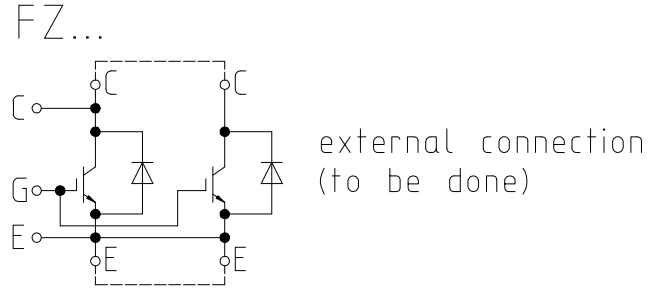 FZ...
C C
C
external connection
(to be done)
G
E
E E